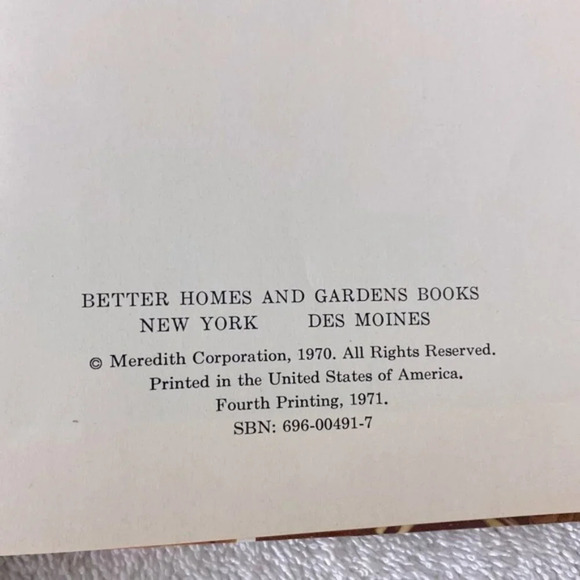 BETTER HOMES AND GARDENS BOOKS
NEW YORK DES MOINES
© Meredith Corporation, 1970. All Rights Reserved.
Printed in the United States of America.
Fourth Printing, 1971.
SBN: 696-00491-7